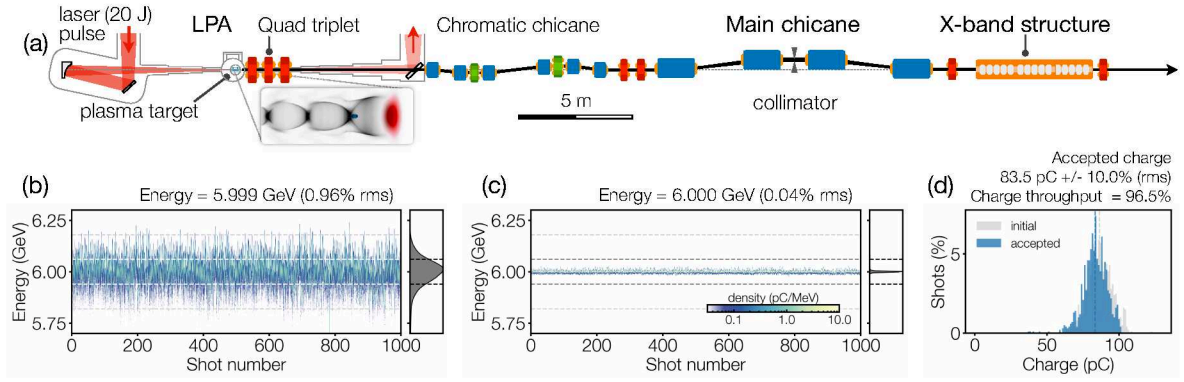 (a)
laser (20 J)
pulse
LPA
Quad triplet
Chromatic chicane
Main chicane
X-band structure
plasma target
5 m
collimator
(b)
Energy = 5.999 GeV (0.96% rms)
Energy (GeV)
6.25
6.00
5.75
0 200 400 600 800 1000
Shot number
(c)
Energy = 6.000 GeV (0.04% rms)
Energy (GeV)
6.25
6.00
5.75
density (pC/MeV)
0.1 1.0 10.0
0 200 400 600 800 1000
Shot number
(d)
Accepted charge
83.5 pC +/- 10.0% (rms)
Charge throughput = 96.5%
initial
accepted
Shots (%)
5
0
0 50 100
Charge (pC)